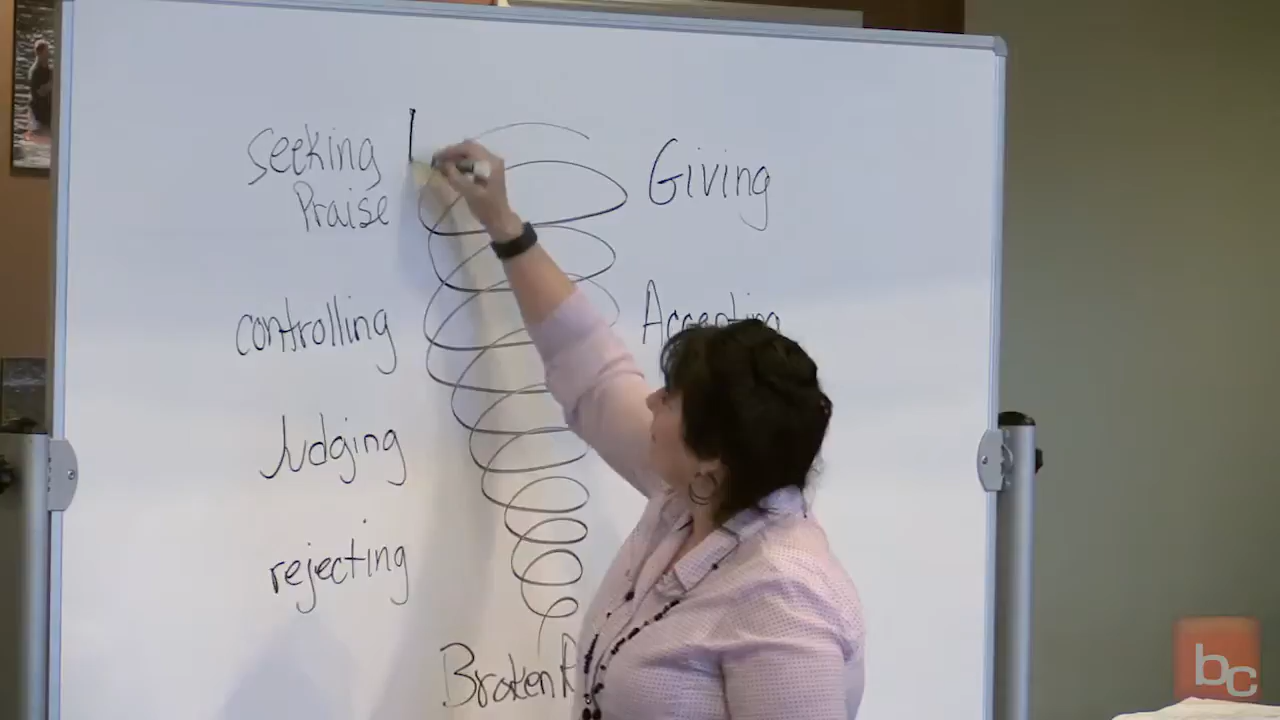 Seeking
Praise
Giving
controlling
Accepting
Judging
rejecting
Broken
bc